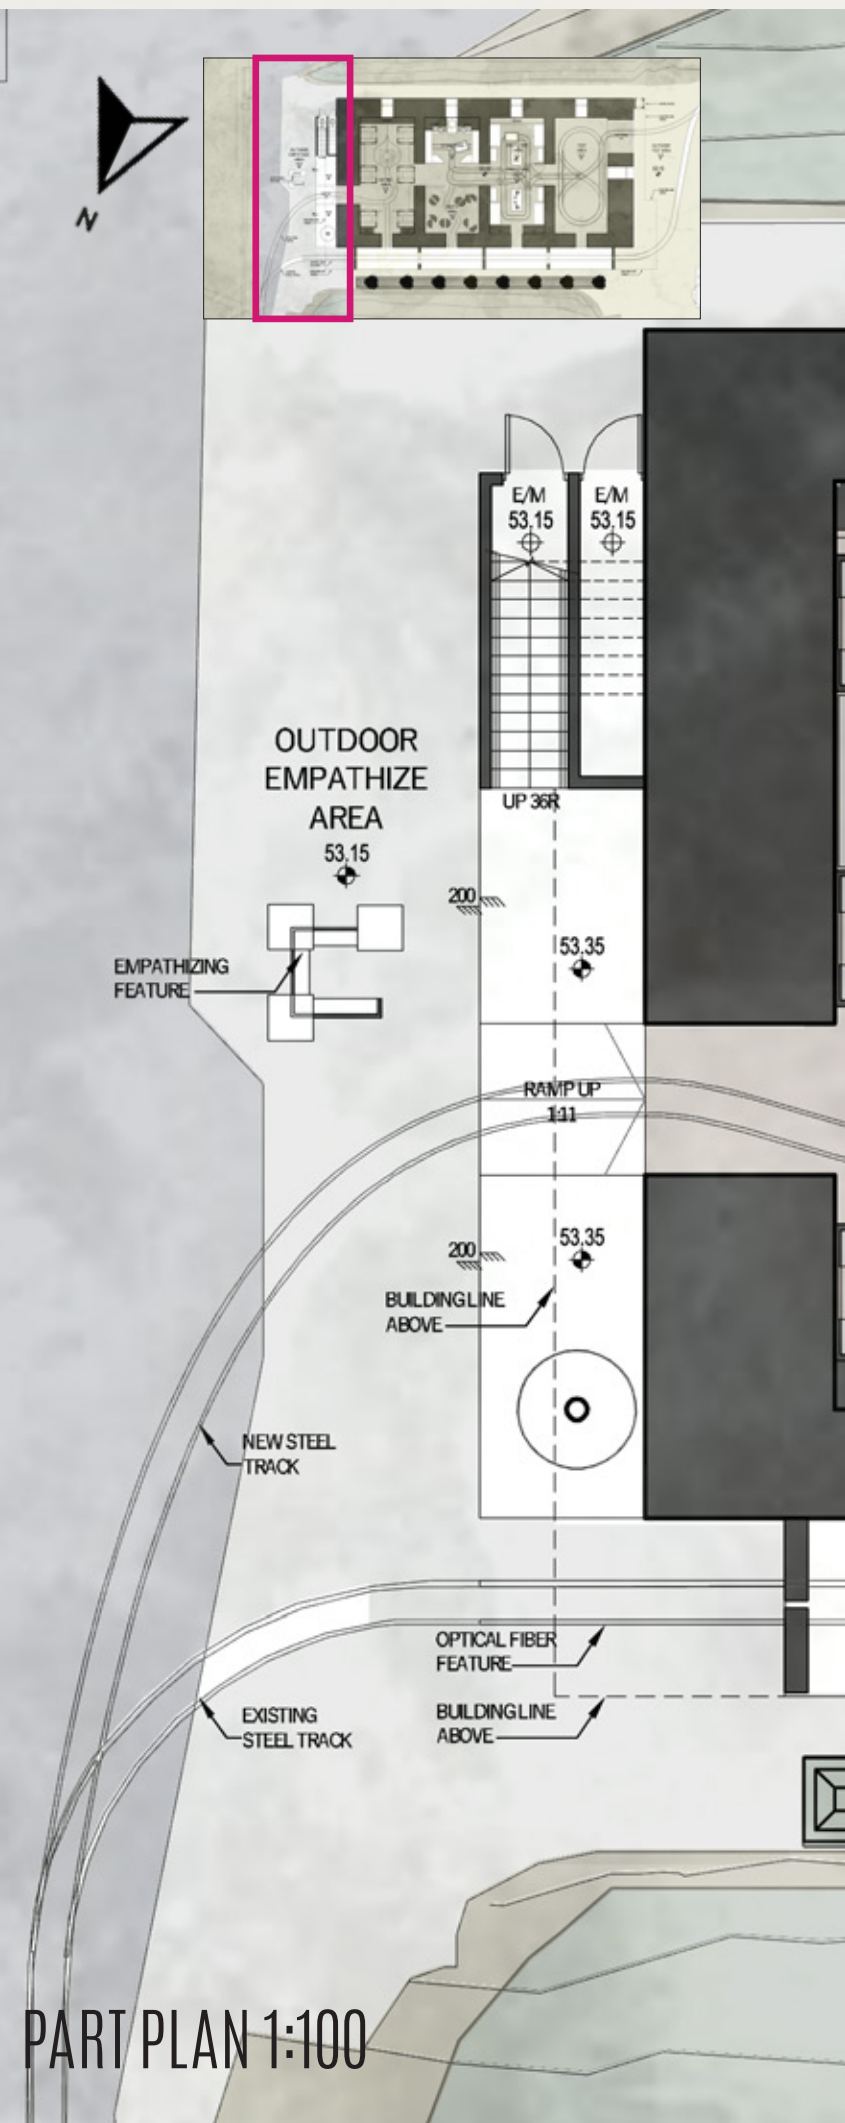 N
E/M
53.15
E/M
53.15
OUTDOOR
EMPATHIZE
AREA
53.15
UP 36R
200
53.35
EMPATHIZING
FEATURE
RAMP UP
1:11
53.35
200
BUILDING LINE
ABOVE
NEW STEEL
TRACK
OPTICAL FIBER
FEATURE
EXISTING
STEEL TRACK
BUILDING LINE
ABOVE
PART PLAN 1:100